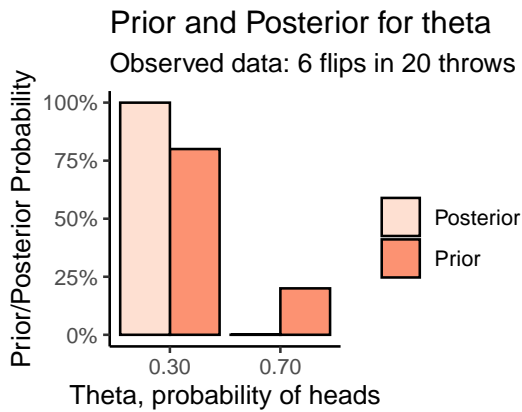 Prior and Posterior for theta
Observed data: 6 flips in 20 throws
Prior/Posterior Probability
100%
75%
50%
25%
0%
0.30 0.70
Theta, probability of heads
Posterior
Prior